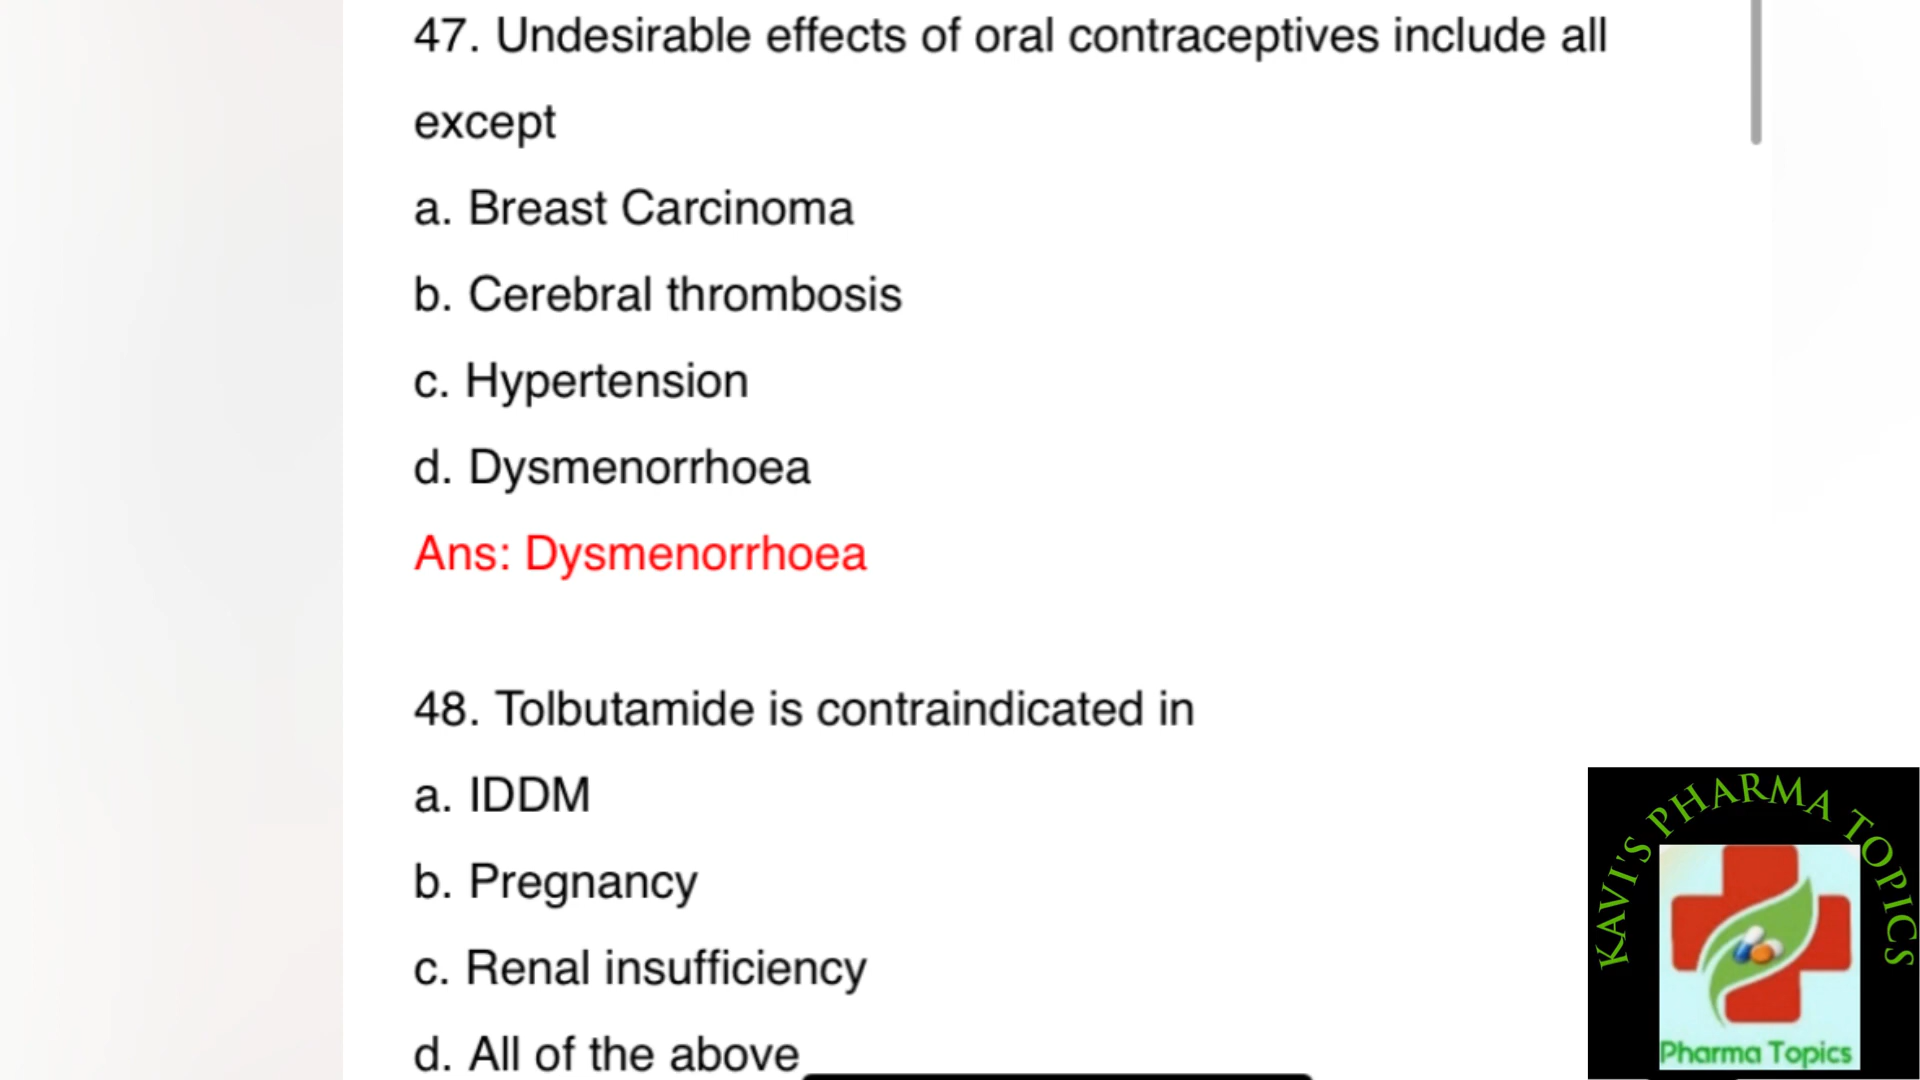 47. Undesirable effects of oral contraceptives include all
except
a. Breast Carcinoma
b. Cerebral thrombosis
c. Hypertension
d. Dysmenorrhoea
Ans: Dysmenorrhoea
48. Tolbutamide is contraindicated in
a. IDDM
b. Pregnancy
c. Renal insufficiency
d. All of the above
KAVI'S PHARMA TOPICS
Pharma Topics